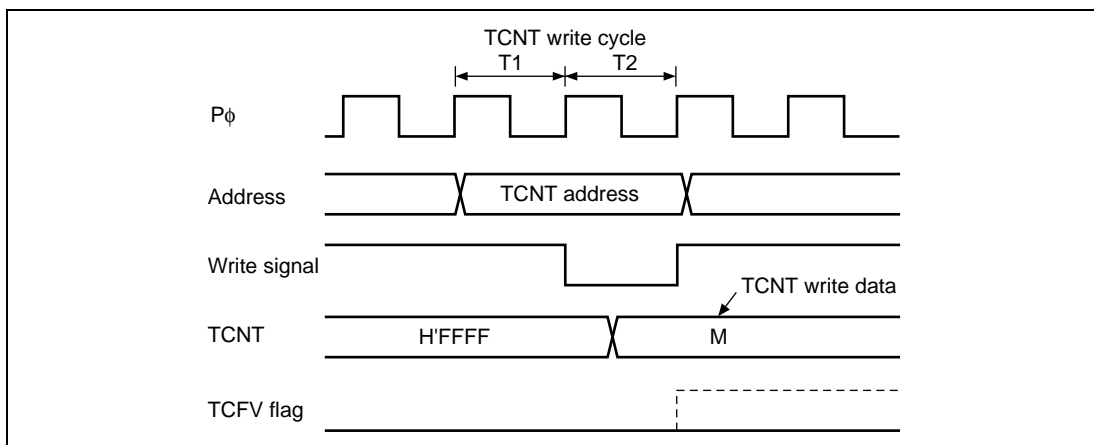 TCNT write cycle
T1 T2
Pϕ
Address TCNT address
Write signal
TCNT write data
TCNT H'FFFF M
TCFV flag